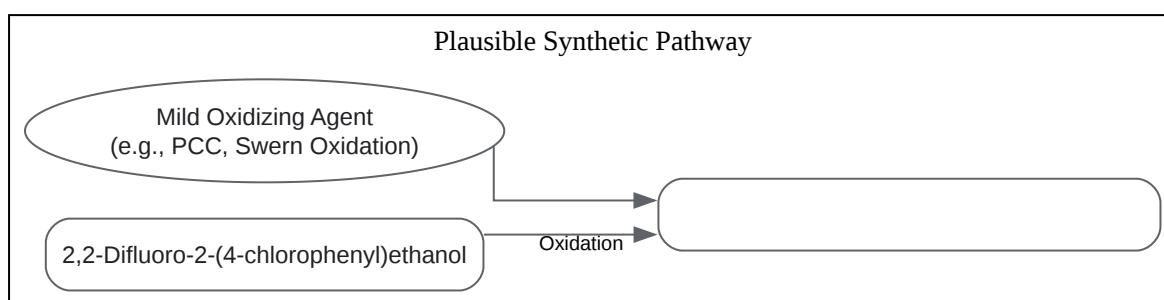 Plausible Synthetic Pathway
Mild Oxidizing Agent
(e.g., PCC, Swern Oxidation)
2,2-Difluoro-2-(4-chlorophenyl)ethanol
Oxidation